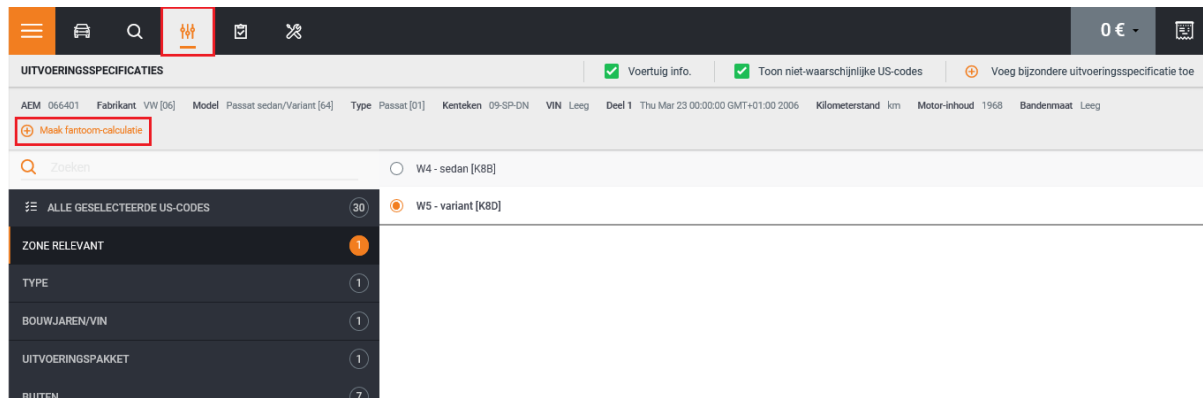 0 €
UITVOERINGSSPECIFICATIES
Voertuig info.
Toon niet-waarschijnlijke US-codes
Voeg bijzondere uitvoeringsspecificatie toe
AEM 066401 Fabrikant VW [06] Model Passat sedan/Variant [64] Type Passat [01] Kenteken 09-SP-DN VIN Leeg Deel 1 Thu Mar 23 00:00:00 GMT+01:00 2006 Kilometerstand km Motor-inhoud 1968 Bandenmaat Leeg
Maak fantoom-calculatie
Zoeken
W4 - sedan [K8B]
ALLE GESELECTEERDE US-CODES 30
W5 - variant [K8D]
ZONE RELEVANT 1
TYPE 1
BOUWJAREN/VIN 1
UITVOERINGSPAKKET 1
BUITEN 7